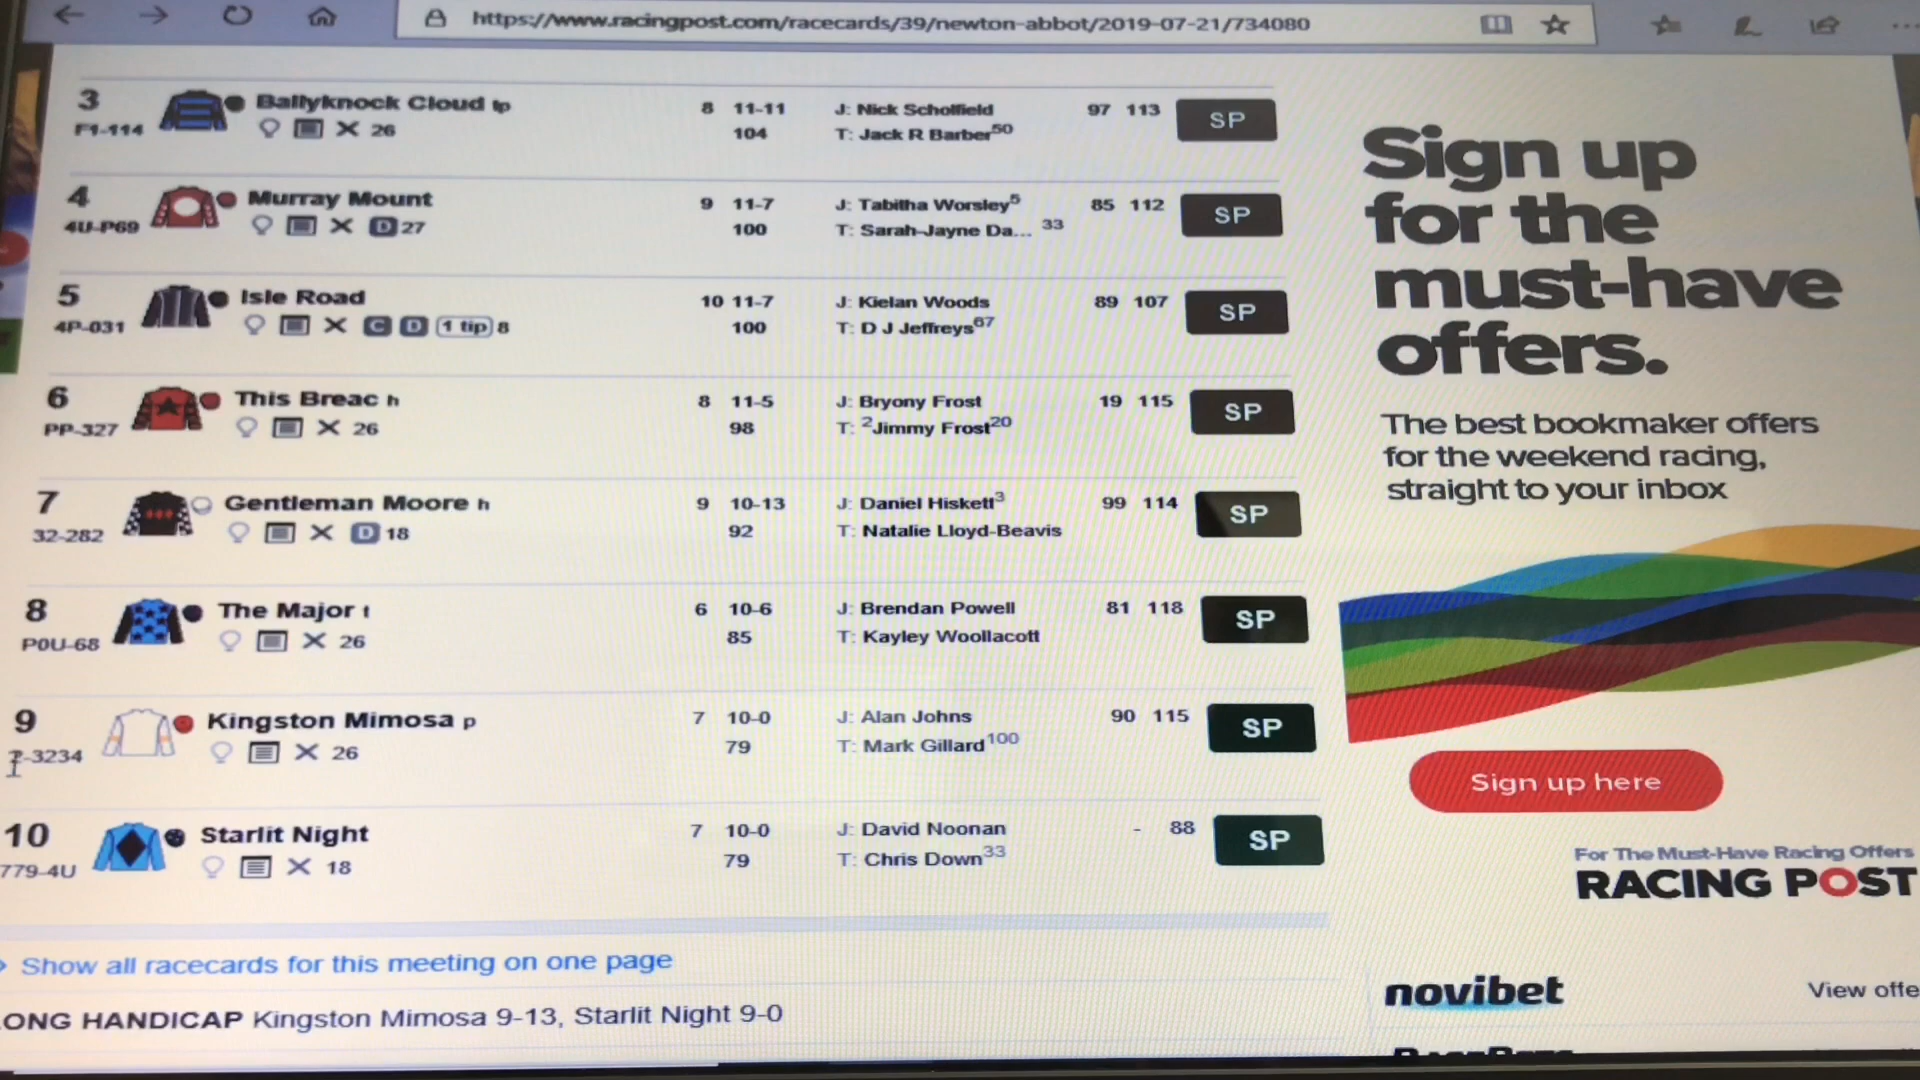 https://www.racingpost.com/racecards/39/newton-abbot/2019-07-21/734080
3 Ballyknock Cloud tp 8 11-11 J: Nick Scholfield 97 113 SP
F1-114 26 104 T: Jack R Barber50
4 Murray Mount 9 11-7 J: Tabitha Worsley5 85 112 SP
4U-P69 D 27 100 T: Sarah-Jayne Da... 33
5 Isle Road 10 11-7 J: Kielan Woods 89 107 SP
4P-031 C D 1 tip 8 100 T: D J Jeffreys67
6 This Breac h 8 11-5 J: Bryony Frost 19 115 SP
PP-327 26 98 T: 2Jimmy Frost20
7 Gentleman Moore h 9 10-13 J: Daniel Hiskett3 99 114 SP
32-282 D 18 92 T: Natalie Lloyd-Beavis
8 The Major t 6 10-6 J: Brendan Powell 81 118 SP
P0U-68 26 85 T: Kayley Woollacott
9 Kingston Mimosa p 7 10-0 J: Alan Johns 90 115 SP
-3234 26 79 T: Mark Gillard100
10 Starlit Night 7 10-0 J: David Noonan - 88 SP
779-4U 18 79 T: Chris Down33
Show all racecards for this meeting on one page
ONG HANDICAP Kingston Mimosa 9-13, Starlit Night 9-0
Sign up
for the
must-have
offers.
The best bookmaker offers
for the weekend racing,
straight to your inbox
Sign up here
For The Must-Have Racing Offers
RACING POST
novibet View offe